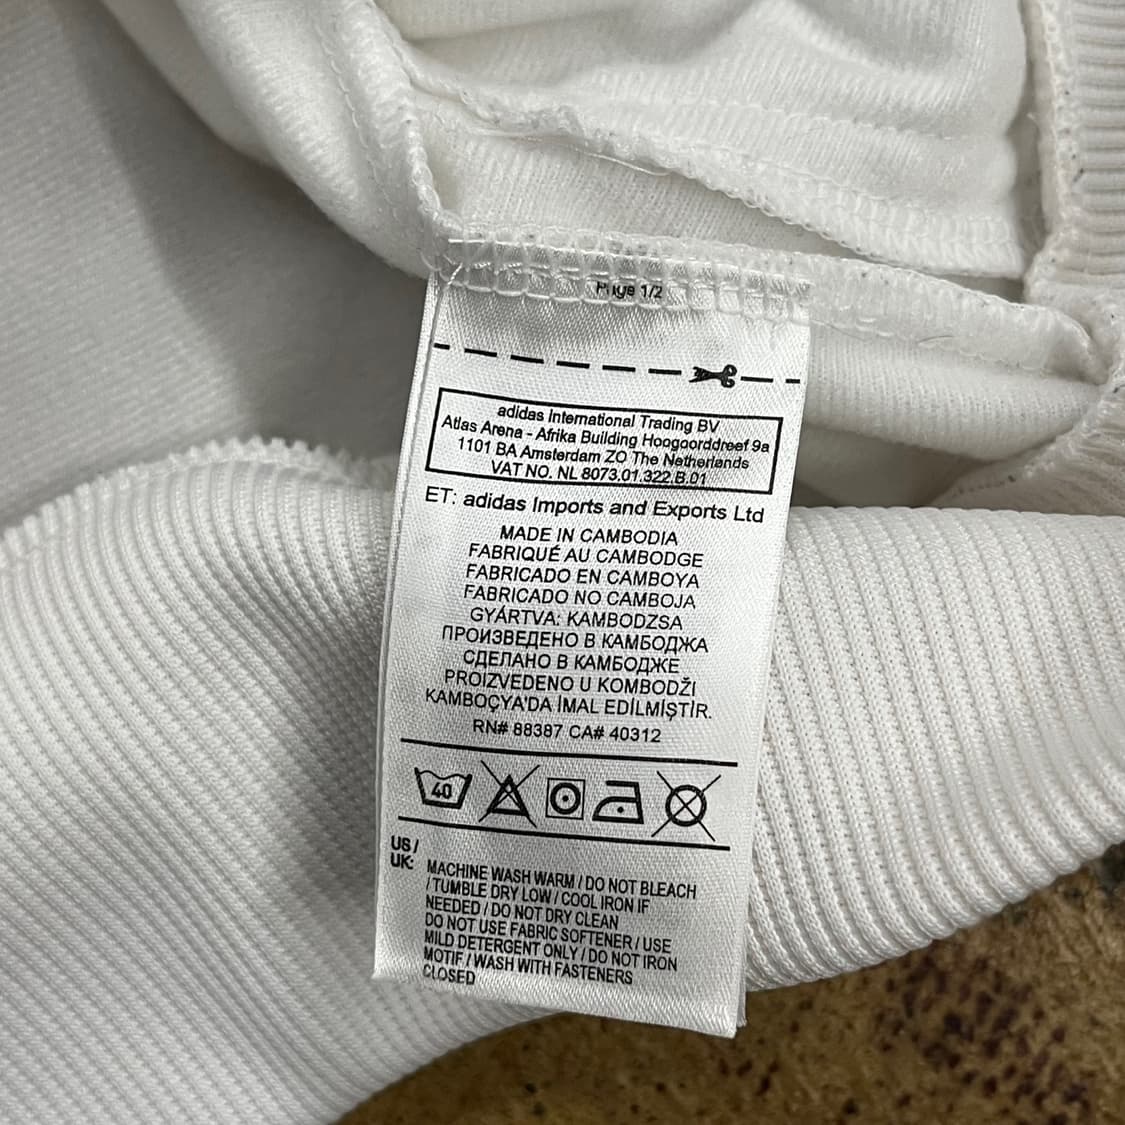 Page 1/2
adidas International Trading BV
Atlas Arena - Afrika Building Hoogoorddreef 9a
1101 BA Amsterdam ZO The Netherlands
VAT NO. NL 8073.01.322.B.01
ET: adidas Imports and Exports Ltd
MADE IN CAMBODIA
FABRIQUÉ AU CAMBODGE
FABRICADO EN CAMBOYA
FABRICADO NO CAMBOJA
GYÁRTVA: KAMBODZSA
ПРОИЗВЕДЕНО В КАМБОДЖА
СДЕЛАНО В КАМБОДЖЕ
PROIZVEDENO U KOMBODŽI
KAMBOÇYA'DA İMAL EDİLMİŞTİR.
RN# 88387 CA# 40312
40
US/
UK:
MACHINE WASH WARM / DO NOT BLEACH
/ TUMBLE DRY LOW / COOL IRON IF
NEEDED / DO NOT DRY CLEAN
DO NOT USE FABRIC SOFTENER / USE
MILD DETERGENT ONLY / DO NOT IRON
MOTIF / WASH WITH FASTENERS
CLOSED